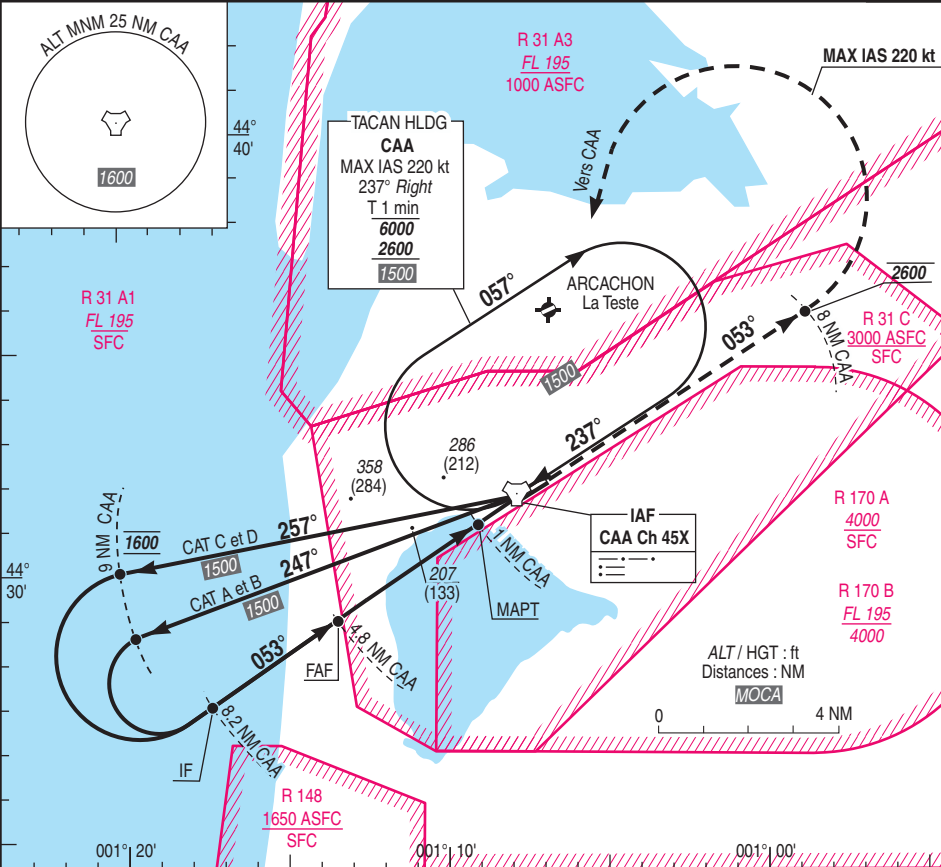 ALT MNM 25 NM CAA
1600
44°
40'
R 31 A3
FL 195
1000 ASFC
MAX IAS 220 kt
Vers CAA
TACAN HLDG
CAA
MAX IAS 220 kt
237° Right
T 1 min
6000
2600
1500
057°
ARCACHON
La Teste
2600
R 31 A1
FL 195
SFC
053°
8 NM CAA
R 31 C
3000 ASFC
SFC
1500
237°
286
(212)
358
(284)
IAF
CAA Ch 45X
R 170 A
4000
SFC
9 NM CAA
1600
CAT C et D
257°
1500
1 NM CAA
44°
30'
CAT A et B
247°
1500
207
(133)
MAPT
R 170 B
FL 195
4000
053°
4.8 NM CAA
FAF
ALT / HGT : ft
Distances : NM
MOCA
0
4 NM
8.2 NM CAA
IF
R 148
1650 ASFC
SFC
001° 20'
001° 10'
001° 00'